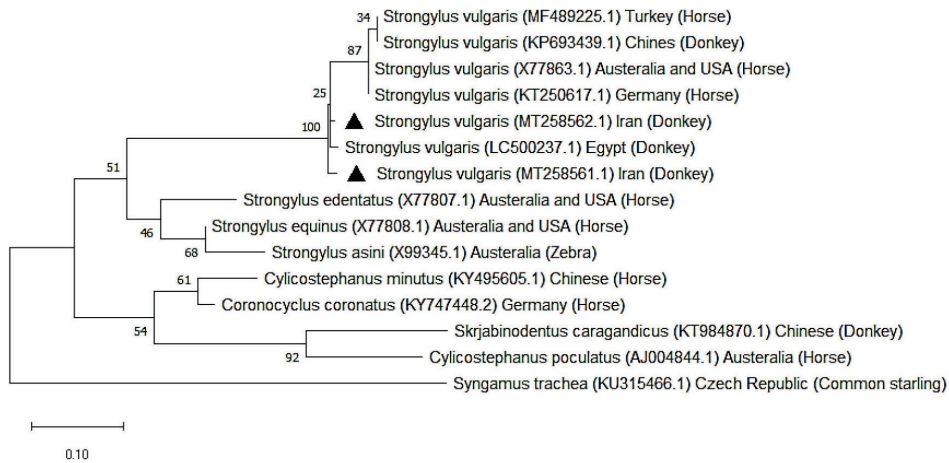 34
Strongylus vulgaris (MF489225.1) Turkey (Horse)
Strongylus vulgaris (KP693439.1) Chines (Donkey)
87
Strongylus vulgaris (X77863.1) Australia and USA (Horse)
25
Strongylus vulgaris (KT250617.1) Germany (Horse)
Strongylus vulgaris (MT258562.1) Iran (Donkey)
100
Strongylus vulgaris (LC500237.1) Egypt (Donkey)
51
Strongylus vulgaris (MT258561.1) Iran (Donkey)
Strongylus edentatus (X77807.1) Australia and USA (Horse)
46
Strongylus equinus (X77808.1) Australia and USA (Horse)
68
Strongylus asini (X99345.1) Australia (Zebra)
61
Cylicostephanus minutus (KY495605.1) Chinese (Horse)
Coronocyclus coronatus (KY747448.2) Germany (Horse)
54
Skrjabinodentus caragandicus (KT984870.1) Chinese (Donkey)
92
Cylicostephanus poculatus (AJ004844.1) Australia (Horse)
Syngamus trachea (KU315466.1) Czech Republic (Common starling)
0.10